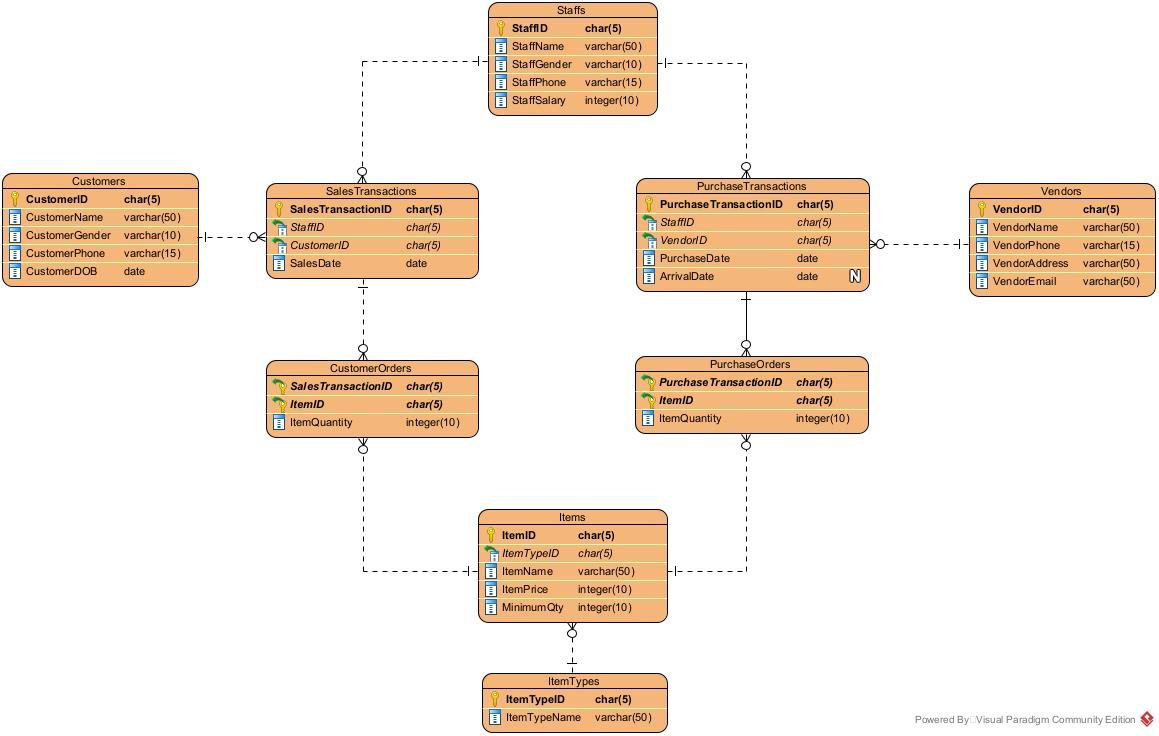 Staffs
StaffID char(5)
StaffName varchar(50)
StaffGender varchar(10)
StaffPhone varchar(15)
StaffSalary integer(10)
Customers
CustomerID char(5)
CustomerName varchar(50)
CustomerGender varchar(10)
CustomerPhone varchar(15)
CustomerDOB date
SalesTransactions
SalesTransactionID char(5)
StaffID char(5)
CustomerID char(5)
SalesDate date
PurchaseTransactions
PurchaseTransactionID char(5)
StaffID char(5)
VendorID char(5)
PurchaseDate date
ArrivalDate date N
Vendors
VendorID char(5)
VendorName varchar(50)
VendorPhone varchar(15)
VendorAddress varchar(50)
VendorEmail varchar(50)
CustomerOrders
SalesTransactionID char(5)
ItemID char(5)
ItemQuantity integer(10)
PurchaseOrders
PurchaseTransactionID char(5)
ItemID char(5)
ItemQuantity integer(10)
Items
ItemID char(5)
ItemTypeID char(5)
ItemName varchar(50)
ItemPrice integer(10)
MinimumQty integer(10)
ItemTypes
ItemTypeID char(5)
ItemTypeName varchar(50)
Powered By Visual Paradigm Community Edition